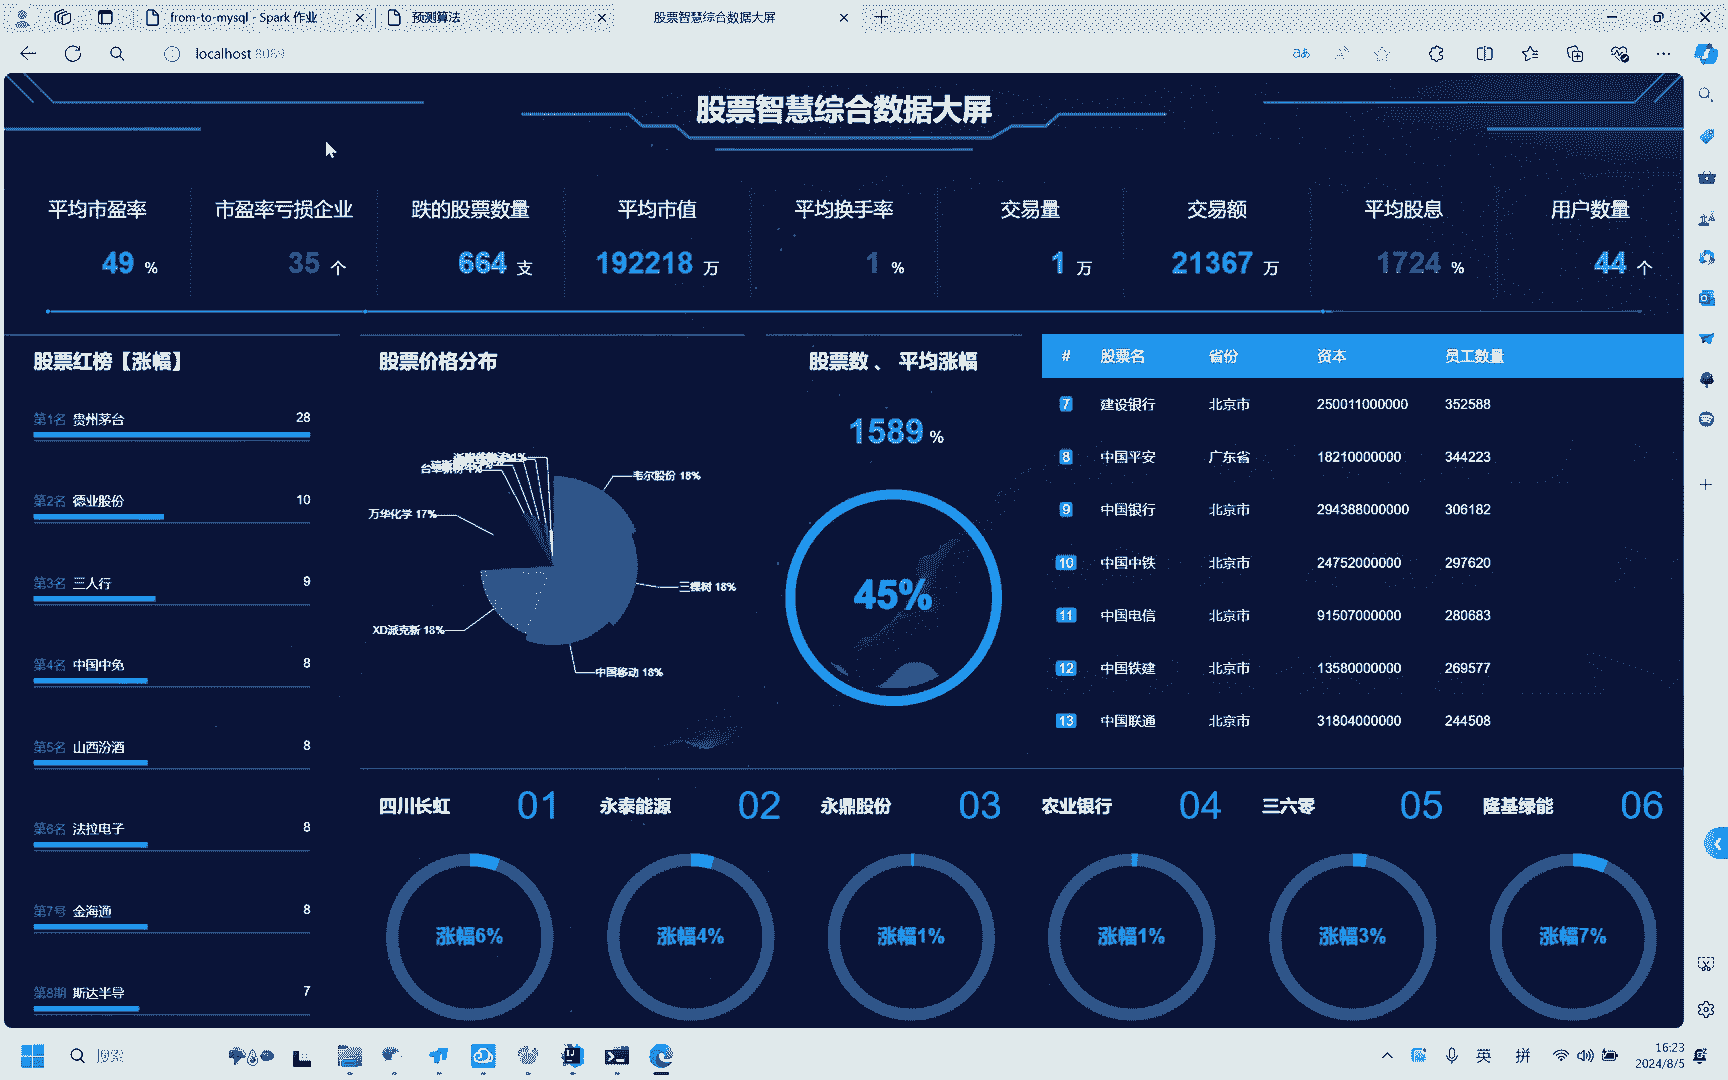 from-to-mysql - Spark 作业
预测算法
股票智慧综合数据大屏
localhost:8089
股票智慧综合数据大屏
平均市盈率
49 %
市盈率亏损企业
35 个
跌的股票数量
664 支
平均市值
192218 万
平均换手率
1 %
交易量
1 万
交易额
21367 万
平均股息
1724 %
用户数量
44 个
股票红榜【涨幅】
第1名 贵州茅台 28
第2名 德业股份 10
第3名 三人行 9
第4名 中国中免 8
第5名 山西汾酒 8
第6名 法拉电子 8
第7号 金海通 8
第8期 斯达半导 7
股票价格分布
韦尔股份 18%
三棵树 18%
中国移动 18%
XD派克新 18%
万华化学 17%
股票数 、 平均涨幅
1589 %
45%
# 股票名 省份 资本 员工数量
7 建设银行 北京市 250011000000 352588
8 中国平安 广东省 18210000000 344223
9 中国银行 北京市 294388000000 306182
10 中国中铁 北京市 24752000000 297620
11 中国电信 北京市 91507000000 280683
12 中国铁建 北京市 13580000000 269577
13 中国联通 北京市 31804000000 244508
四川长虹 01
涨幅6%
永泰能源 02
涨幅4%
永鼎股份 03
涨幅1%
农业银行 04
涨幅1%
三六零 05
涨幅3%
隆基绿能 06
涨幅7%
搜索
英
拼
16:23
2024/8/5